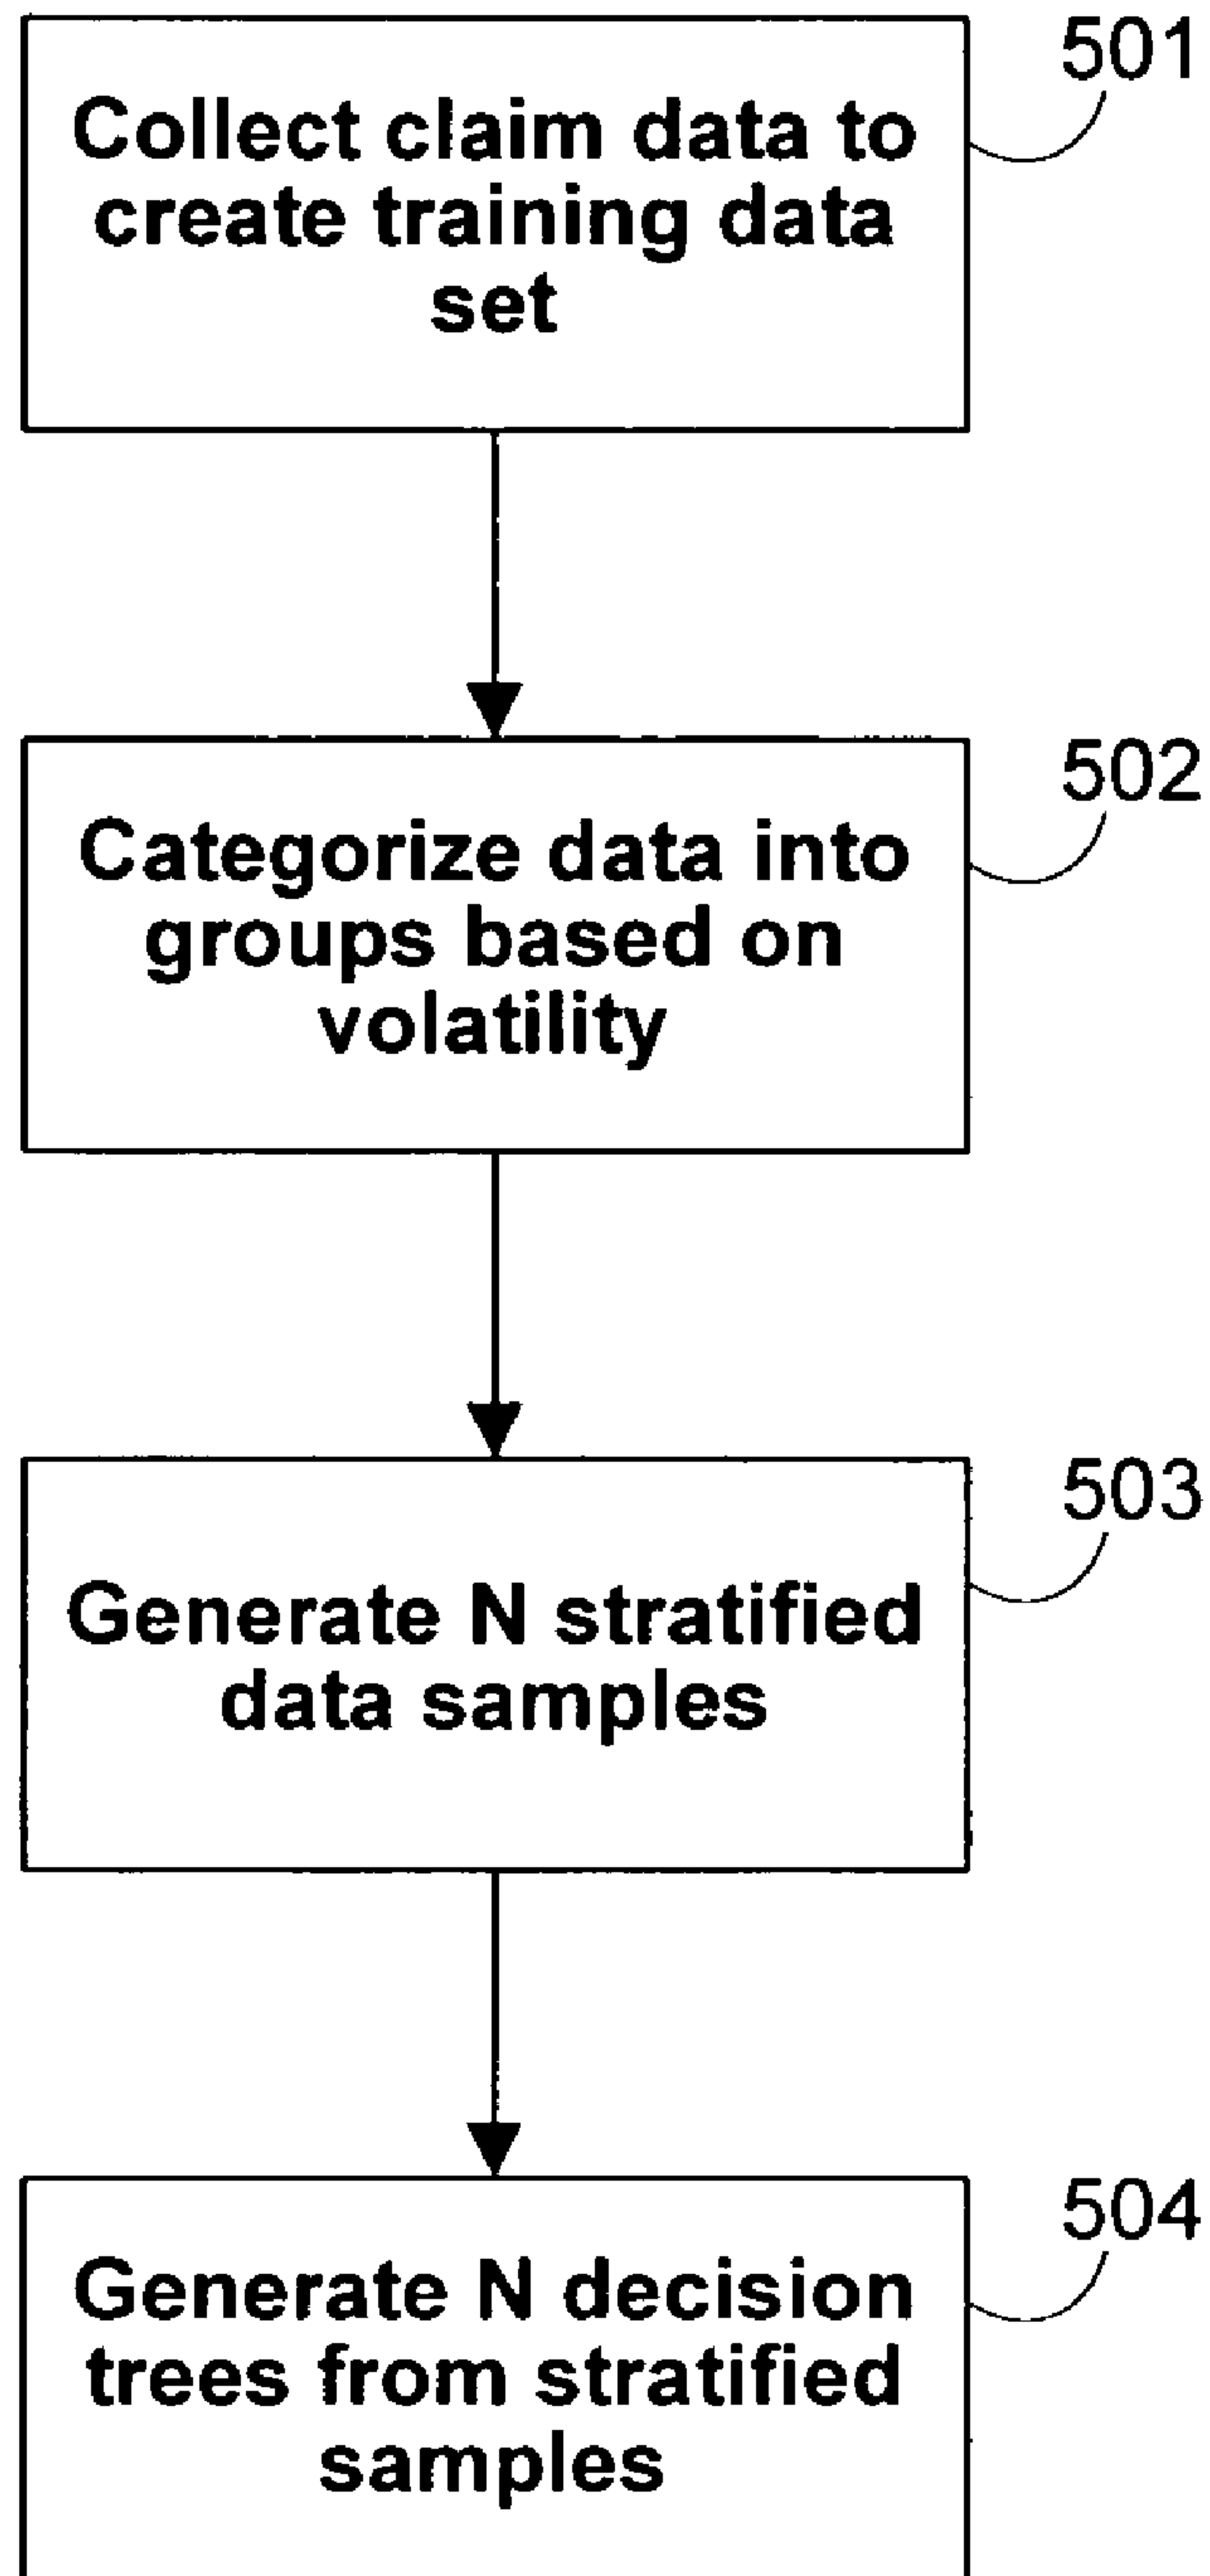 501
Collect claim data to
create training data
set
502
Categorize data into
groups based on
volatility
503
Generate N stratified
data samples
504
Generate N decision
trees from stratified
samples